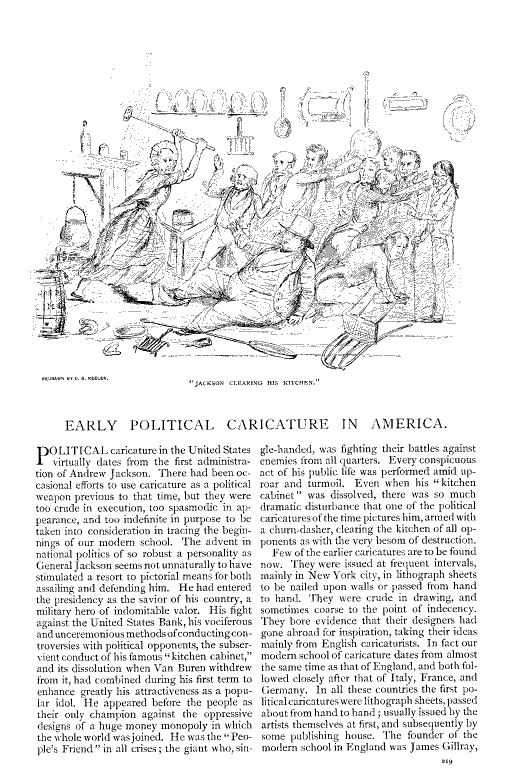 REDRAWN BY C. B. KEELER.
"JACKSON CLEARING HIS KITCHEN."
EARLY POLITICAL CARICATURE IN AMERICA.
POLITICAL caricature in the United States
virtually dates from the first administra-
tion of Andrew Jackson. There had been oc-
casional efforts to use caricature as a political
weapon previous to that time, but they were
too crude in execution, too spasmodic in ap-
pearance, and too indefinite in purpose to be
taken into consideration in tracing the begin-
nings of our modern school. The advent in
national politics of so robust a personality as
General Jackson seems not unnaturally to have
stimulated a resort to pictorial means for both
assailing and defending him. He had entered
the presidency as the savior of his country, a
military hero of indomitable valor. His fight
against the United States Bank, his vociferous
and unceremonious methods of conducting con-
troversies with political opponents, the subser-
vient conduct of his famous "kitchen cabinet,"
and its dissolution when Van Buren withdrew
from it, had combined during his first term to
enhance greatly his attractiveness as a popu-
lar idol. He appeared before the people as
their only champion against the oppressive
designs of a huge money monopoly in which
the whole world was joined. He was the "Peo-
ple's Friend" in all crises; the giant who, sin-
gle-handed, was fighting their battles against
enemies from all quarters. Every conspicuous
act of his public life was performed amid up-
roar and turmoil. Even when his "kitchen
cabinet" was dissolved, there was so much
dramatic disturbance that one of the political
caricatures of the time pictures him, armed with
a churn-dasher, clearing the kitchen of all op-
ponents as with the very besom of destruction.
Few of the earlier caricatures are to be found
now. They were issued at frequent intervals,
mainly in New York city, in lithograph sheets
to be nailed upon walls or passed from hand
to hand. They were crude in drawing, and
sometimes coarse to the point of indecency.
They bore evidence that their designers had
gone abroad for inspiration, taking their ideas
mainly from English caricaturists. In fact our
modern school of caricature dates from almost
the same time as that of England, and both fol-
lowed closely after that of Italy, France, and
Germany. In all these countries the first po-
litical caricatures were lithograph sheets, passed
about from hand to hand; usually issued by the
artists themselves at first, and subsequently by
some publishing house. The founder of the
modern school in England was James Gillray,
219